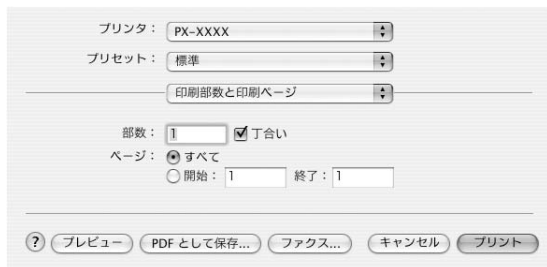 プリンタ： PX-XXXX
プリセット： 標準
印刷部数と印刷ページ
部数： 1 丁合い
ページ： すべて
開始： 1 終了： 1
? プレビュー PDF として保存... ファクス... キャンセル プリント